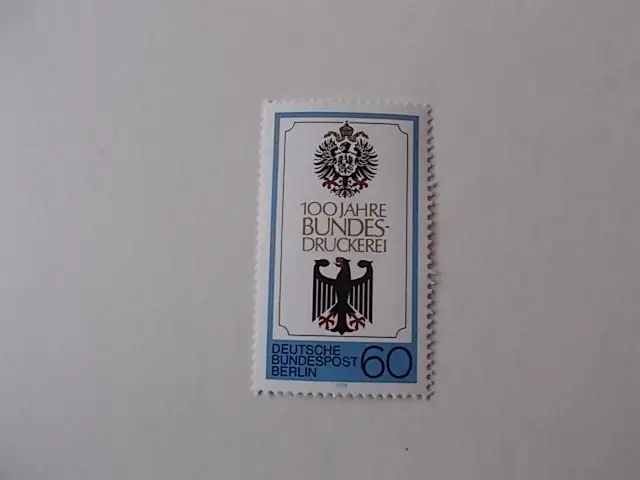 100 JAHRE
BUNDES-
DRUCKEREI
DEUTSCHE
BUNDESPOST
BERLIN
60